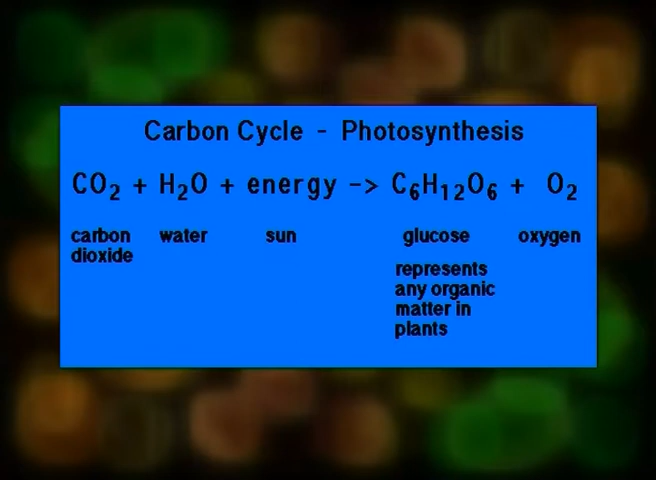 Carbon Cycle - Photosynthesis
CO₂ + H₂O + energy -> C₆H₁₂O₆ + O₂
carbon dioxide water sun glucose oxygen
represents
any organic
matter in
plants